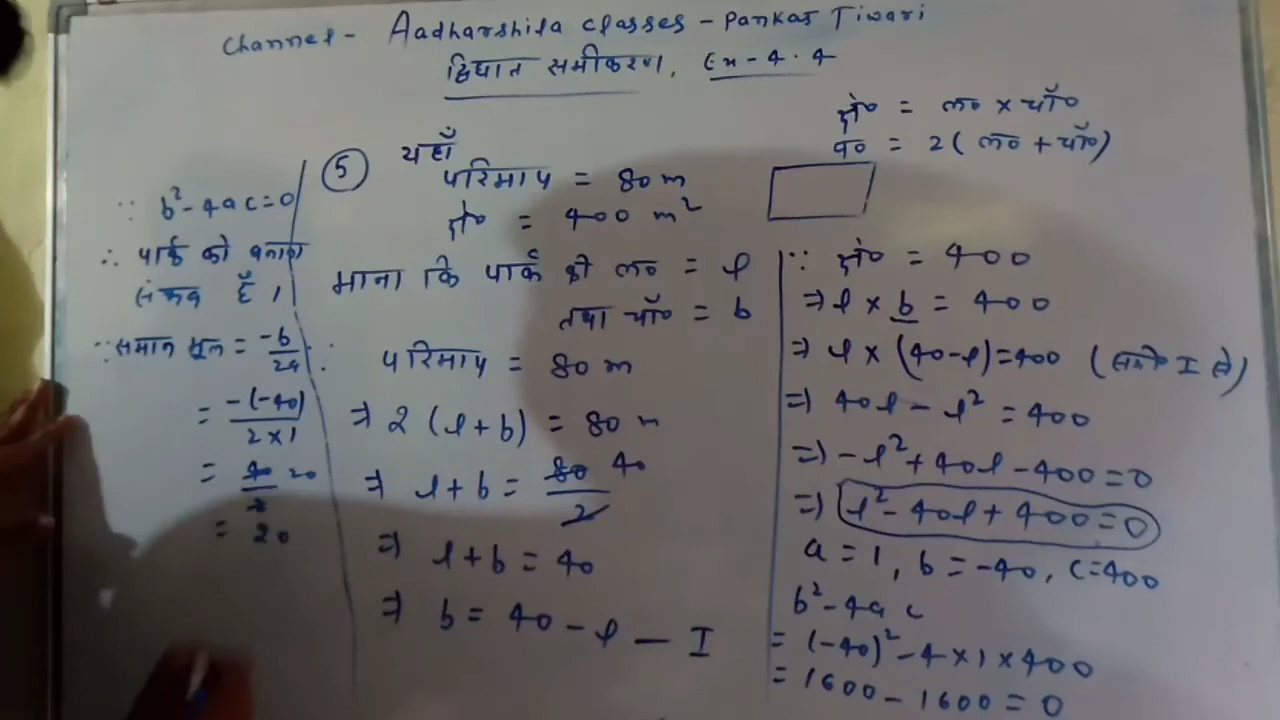 Channel - Aadharshila Classes - Pankaj Tiwari
द्विघात समीकरण, Ex - 4.4
क्षे० = ल० × चौ०
प० = 2 ( ल० + चौ० )
5 यहाँ
परिमाप = 80 m
क्षे० = 400 m²
माना कि पार्क की ल० = l
तथा चौ० = b
∴ परिमाप = 80 m
⇒ 2 (l + b) = 80 m
⇒ l + b = 80/2 40
⇒ l + b = 40
⇒ b = 40 - l — I
∵ क्षे० = 400
⇒ l × b = 400
⇒ l × (40 - l) = 400 (समी० I से)
⇒ 40l - l² = 400
⇒ - l² + 40l - 400 = 0
⇒ l² - 40l + 400 = 0
a = 1, b = -40, c = 400
b² - 4ac
= (-40)² - 4 × 1 × 400
= 1600 - 1600 = 0
∵ b² - 4ac = 0
∴ पार्क को बनाना
संभव है ।
∵ समान मूल = -b/2a
= -(-40)/2×1
= 40/2 20
= 20